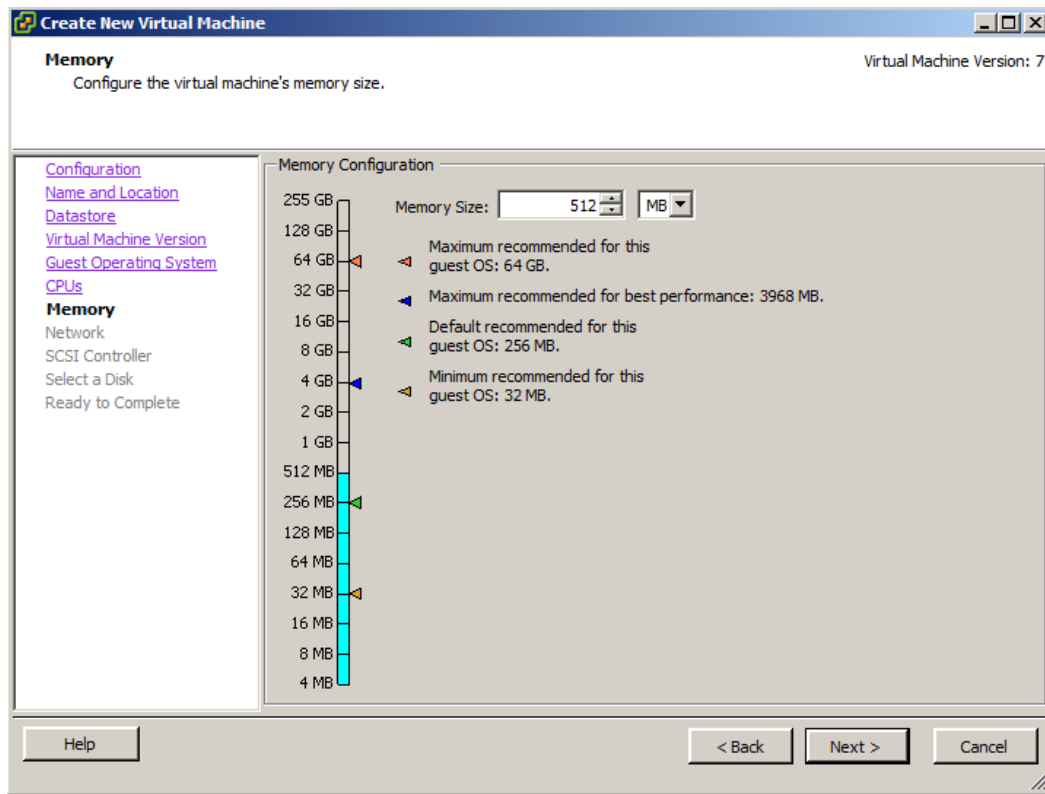 Create New Virtual Machine
Memory
Virtual Machine Version: 7
Configure the virtual machine's memory size.
Configuration
Name and Location
Datastore
Virtual Machine Version
Guest Operating System
CPUs
Memory
Network
SCSI Controller
Select a Disk
Ready to Complete
Memory Configuration
255 GB
128 GB
64 GB
32 GB
16 GB
8 GB
4 GB
2 GB
1 GB
512 MB
256 MB
128 MB
64 MB
32 MB
16 MB
8 MB
4 MB
Memory Size: 512 MB
Maximum recommended for this
guest OS: 64 GB.
Maximum recommended for best performance: 3968 MB.
Default recommended for this
guest OS: 256 MB.
Minimum recommended for this
guest OS: 32 MB.
Help
< Back
Next >
Cancel